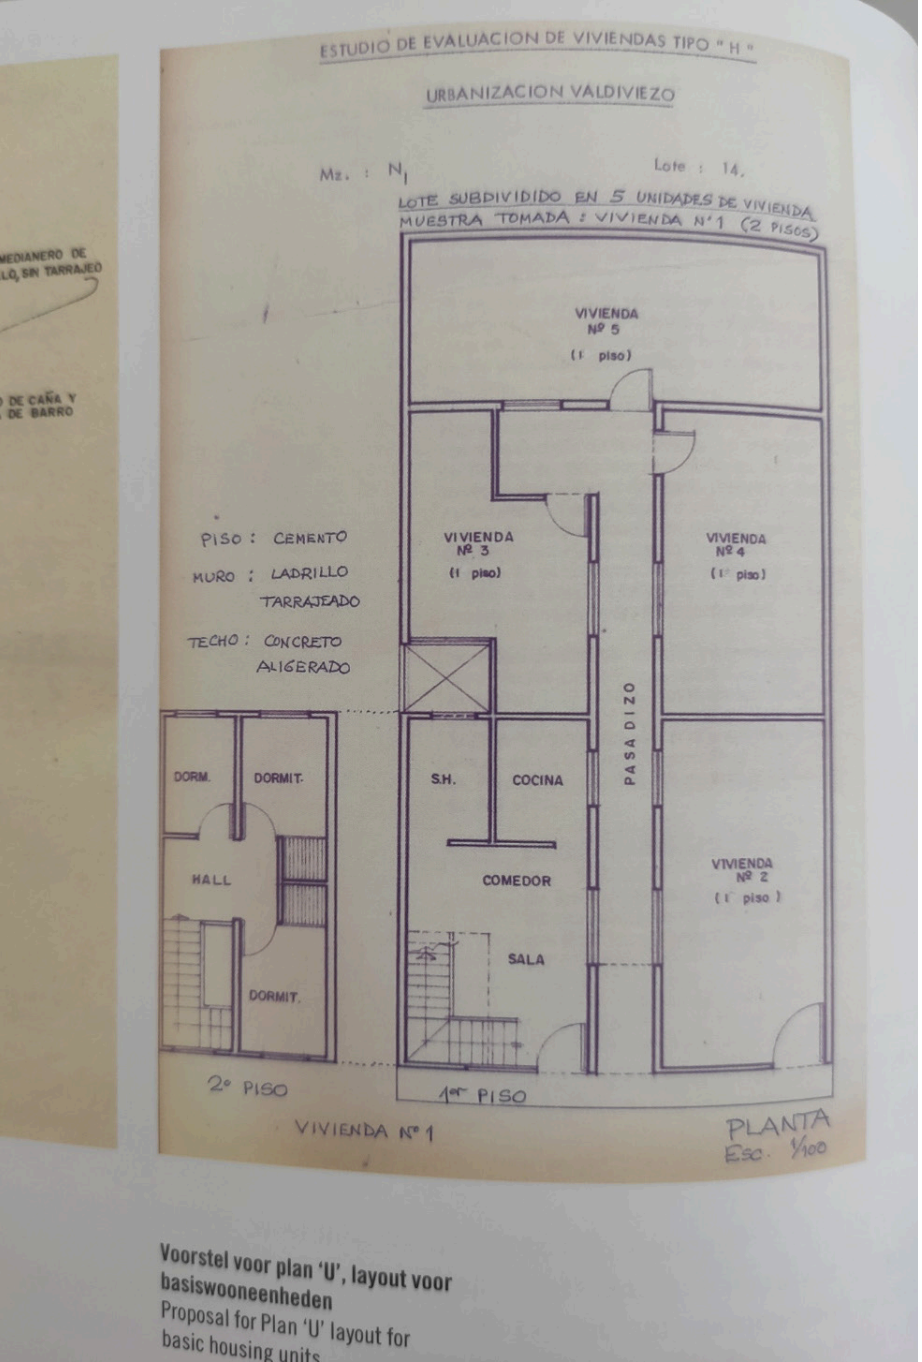 ESTUDIO DE EVALUACION DE VIVIENDAS TIPO " H "
URBANIZACION VALDIVIEZO
Mz. : N1
Lote : 14.
LOTE SUBDIVIDIDO EN 5 UNIDADES DE VIVIENDA
MUESTRA TOMADA : VIVIENDA Nº1 (2 PISOS)
MEDIANERO DE
SIN TARRAJEO
DE CAÑA Y
DE BARRO
VIVIENDA
Nº 5
(1 piso)
PISO : CEMENTO
MURO : LADRILLO
TARRAJEADO
TECHO : CONCRETO
ALIGERADO
VIVIENDA
Nº 3
(1 piso)
VIVIENDA
Nº 4
(1 piso)
PASADIZO
DORM.
DORMIT.
HALL
DORMIT.
S.H.
COCINA
COMEDOR
SALA
VIVIENDA
Nº 2
(1 piso)
2º PISO
1er PISO
VIVIENDA Nº 1
PLANTA
Esc. 1/100
Voorstel voor plan ‘U’, layout voor
basiswooneenheden
Proposal for Plan ‘U’ layout for
basic housing units